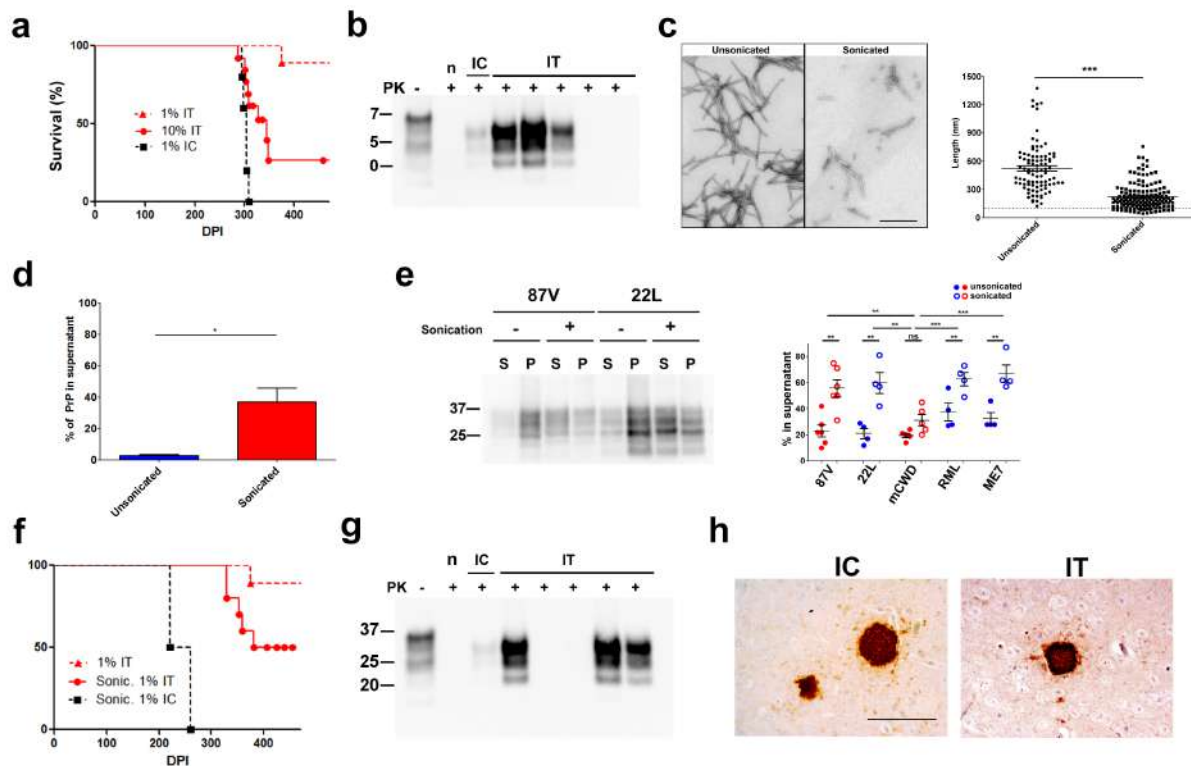 a
Survival (%)
100
50
0
0 100 200 300 400
DPI
1% IT
10% IT
1% IC
b
n IC IT
PK - + + + + + + +
7
5
0
c
Unsonicated Sonicated
***
Length (nm)
1500
1200
900
600
300
0
Unsonicated
Sonicated
d
% of PrP in supernatant
100
80
60
40
20
0
*
Unsonicated
Sonicated
e
87V 22L
Sonication - + - +
S P S P S P S P
37
25
unsonicated
sonicated
** ***
** ***
** ** ns ** **
% in supernatant
100
80
60
40
20
0
87V
22L
mCWD
RML
ME7
f
100
50
0
0 100 200 300 400
DPI
1% IT
Sonic. 1% IT
Sonic. 1% IC
g
n IC IT
PK - + + + + + + +
37
25
20
h
IC IT